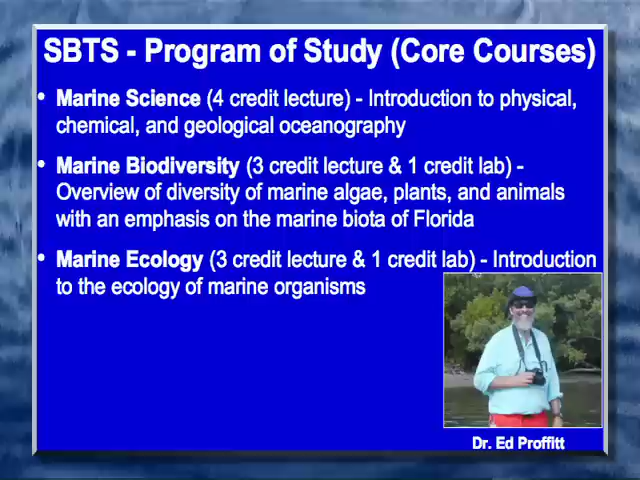 SBTS - Program of Study (Core Courses)
• Marine Science (4 credit lecture) - Introduction to physical,
chemical, and geological oceanography
• Marine Biodiversity (3 credit lecture & 1 credit lab) -
Overview of diversity of marine algae, plants, and animals
with an emphasis on the marine biota of Florida
• Marine Ecology (3 credit lecture & 1 credit lab) - Introduction
to the ecology of marine organisms
Dr. Ed Proffitt